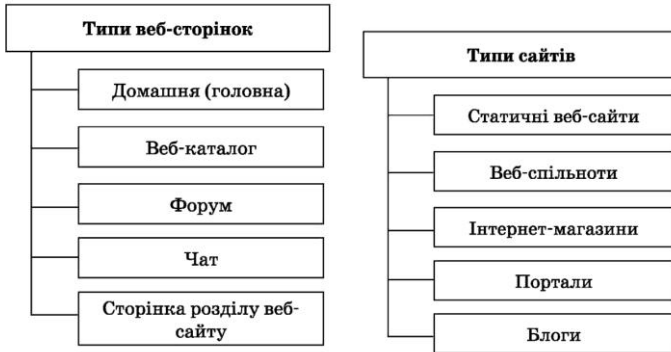 Типи веб-сторінок
Домашня (головна)
Веб-каталог
Форум
Чат
Сторінка розділу веб-
сайту
Типи сайтів
Статичні веб-сайти
Веб-спільноти
Інтернет-магазини
Портали
Блоги